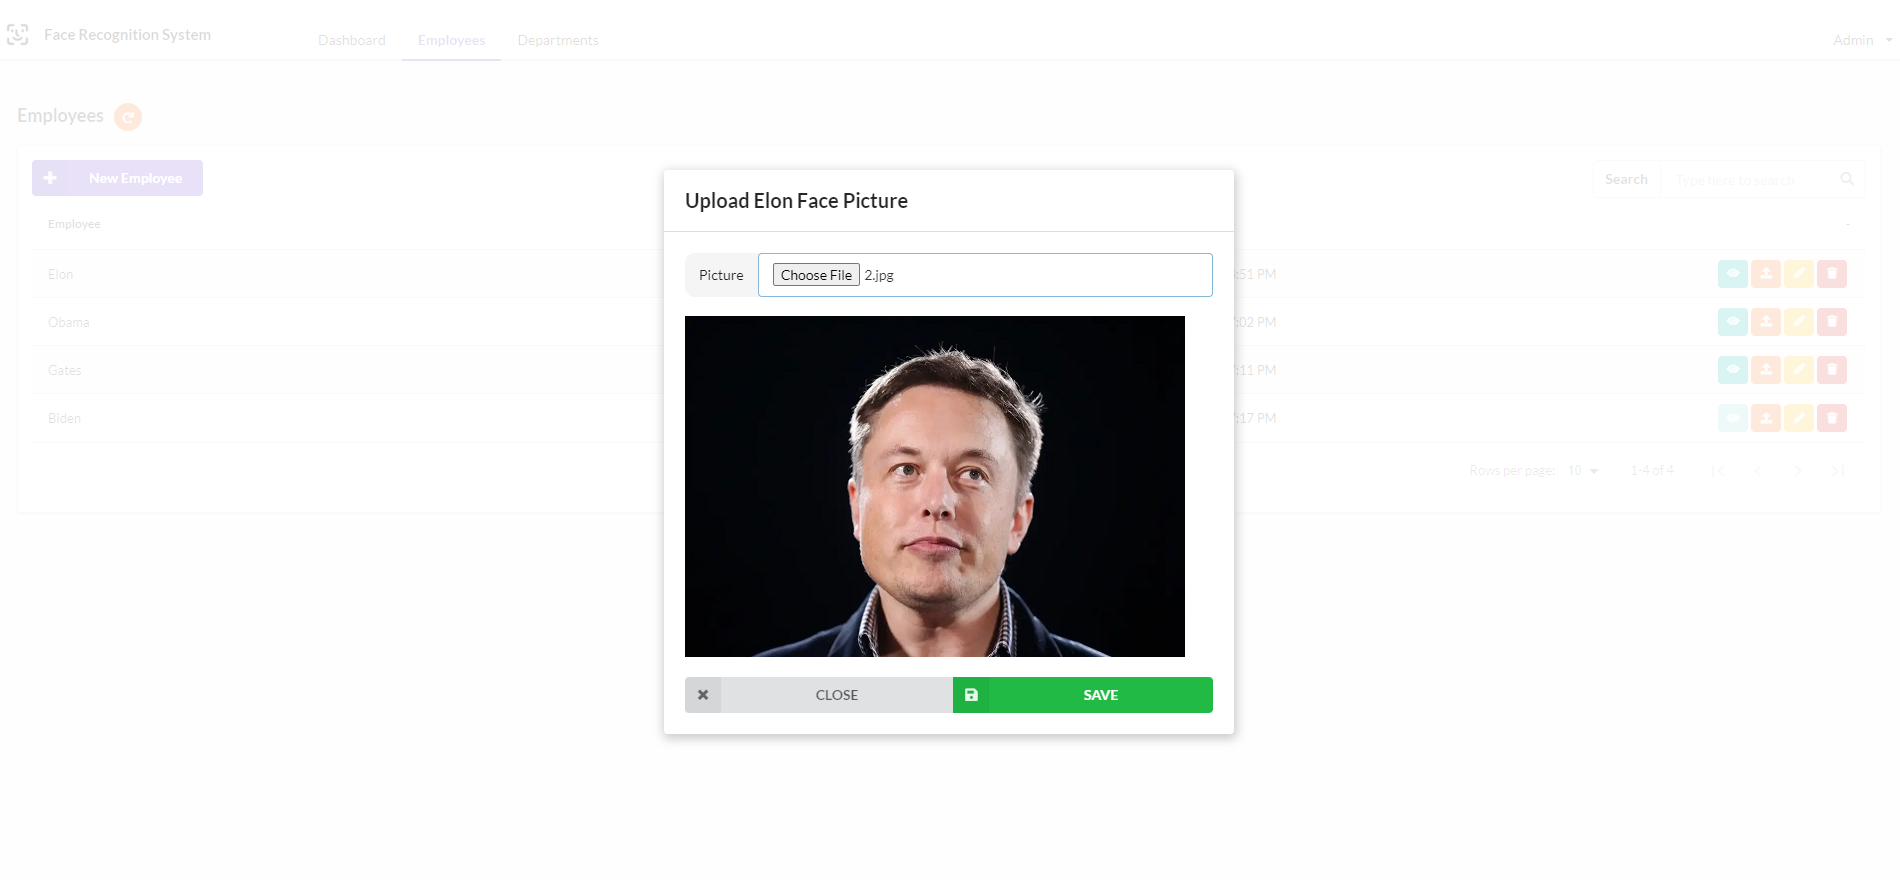 Face Recognition System
Dashboard
Employees
Departments
Admin
Employees
New Employee
Search
Type here to search
Employee
-
Elon
:51 PM
Obama
:02 PM
Gates
:11 PM
Biden
:17 PM
Rows per page:
10
1-4 of 4
Upload Elon Face Picture
Picture
Choose File
2.jpg
CLOSE
SAVE